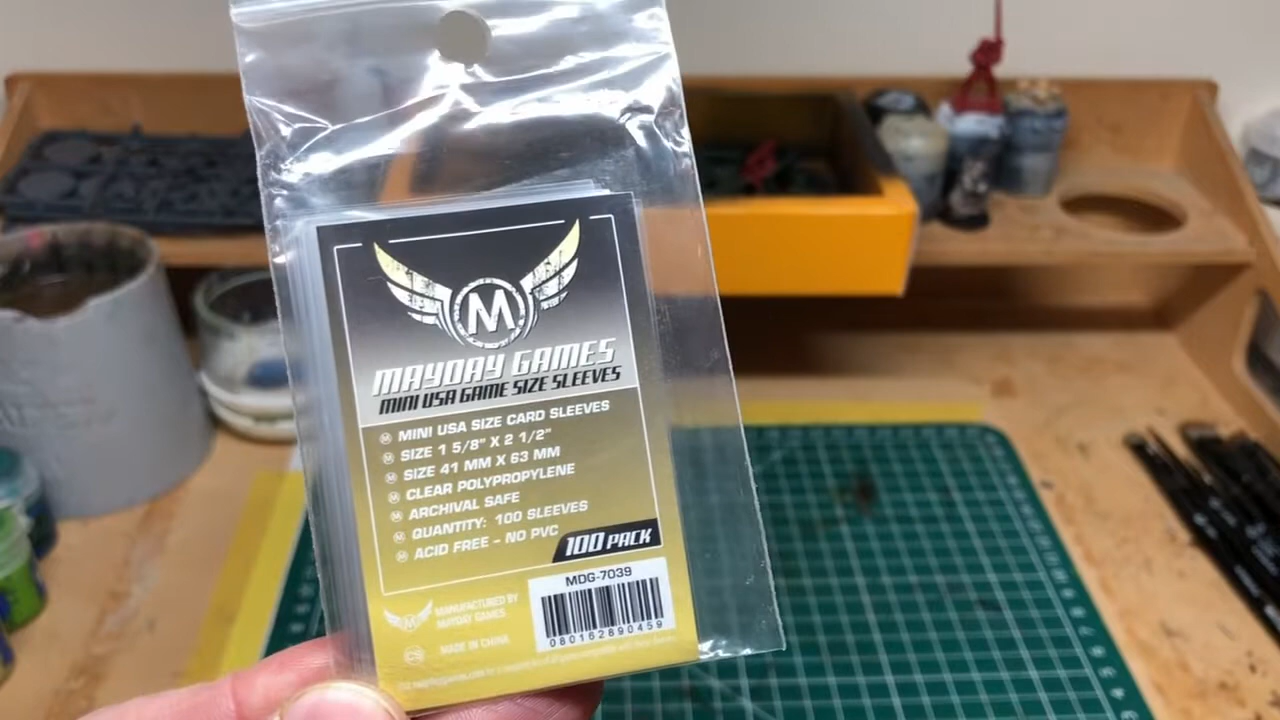 M
MAYDAY GAMES
MINI USA GAME SIZE SLEEVES
MINI USA SIZE CARD SLEEVES
SIZE 1 5/8" X 2 1/2"
SIZE 41 MM X 63 MM
CLEAR POLYPROPYLENE
ARCHIVAL SAFE
QUANTITY: 100 SLEEVES
ACID FREE - NO PVC
100 PACK
MDG-7039
080162890459
MANUFACTURED BY
MAYDAY GAMES
MADE IN CHINA